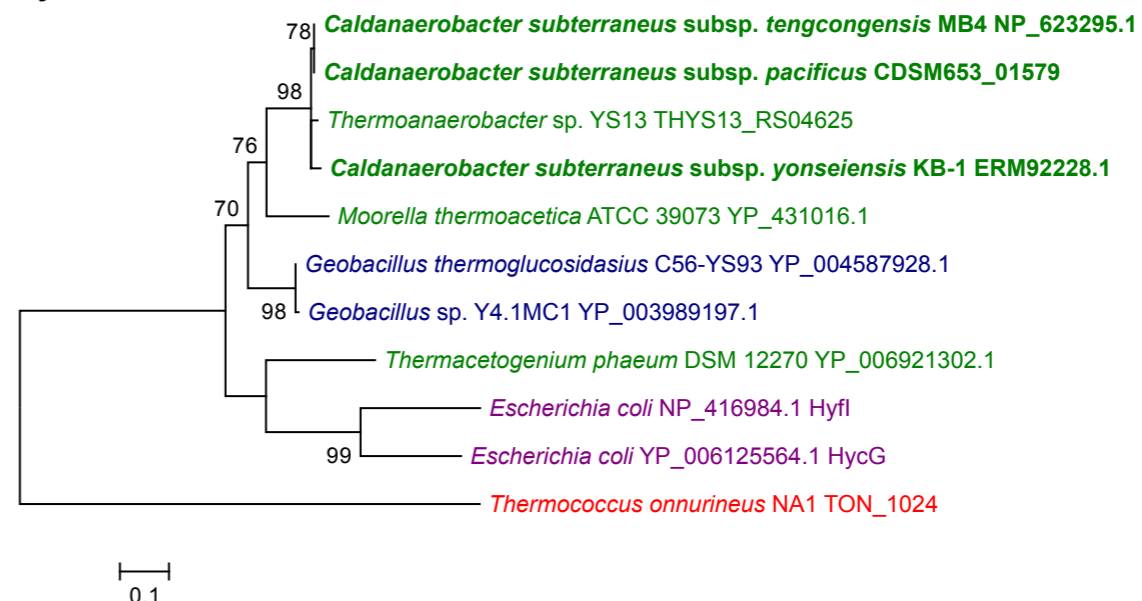 78
Caldanaerobacter subterraneus subsp. tengcongensis MB4 NP_623295.1
Caldanaerobacter subterraneus subsp. pacificus CDSM653_01579
98
Thermoanaerobacter sp. YS13 THYS13_RS04625
76
Caldanaerobacter subterraneus subsp. yonseiensis KB-1 ERM92228.1
70
Moorella thermoacetica ATCC 39073 YP_431016.1
Geobacillus thermoglucosidasius C56-YS93 YP_004587928.1
98
Geobacillus sp. Y4.1MC1 YP_003989197.1
Thermacetogenium phaeum DSM 12270 YP_006921302.1
Escherichia coli NP_416984.1 HyfI
99
Escherichia coli YP_006125564.1 HycG
Thermococcus onnurineus NA1 TON_1024
0.1